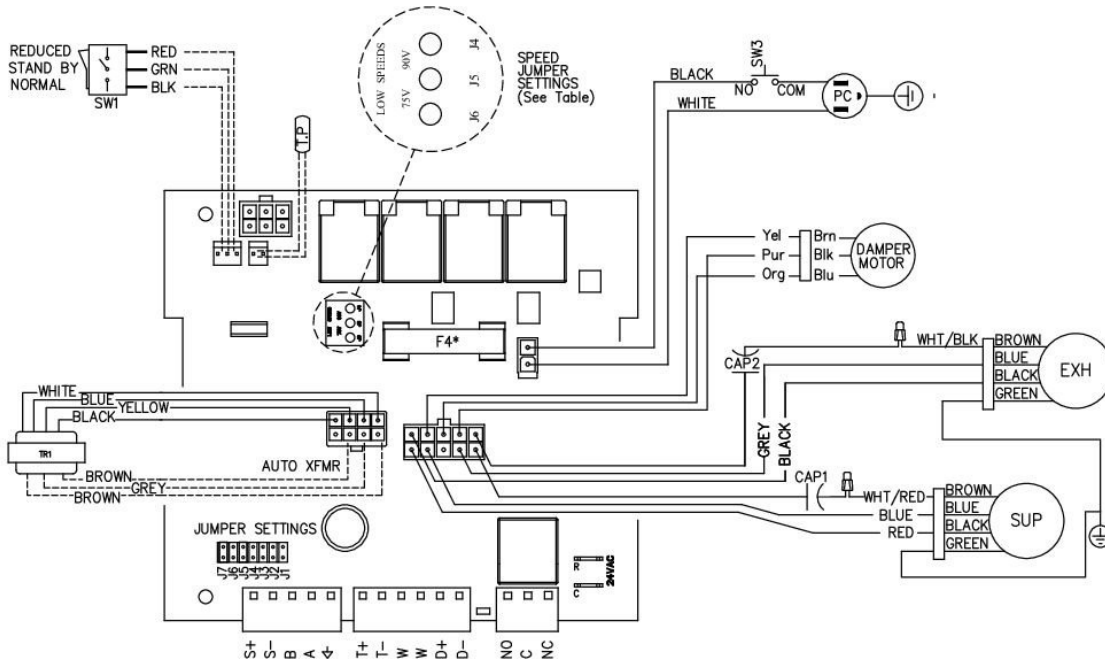 REDUCED
STAND BY
NORMAL
SW1
RED
GRN
BLK
T.P
LOW SPEEDS
75V 90V
J4
J5
J6
SPEED
JUMPER
SETTINGS
(See Table)
BLACK
WHITE
SW3
NO COM
PC
Yel Brn
Pur Blk
Org Blu
DAMPER
MOTOR
F4*
WHT/BLK
CAP2
BROWN
BLUE
BLACK
GREEN
EXH
GREY
BLACK
WHITE
BLUE
YELLOW
BLACK
TR1
BROWN
GREY
BROWN
AUTO XFMR
CAP1
WHT/RED
BLUE
RED
BROWN
BLUE
BLACK
GREEN
SUP
JUMPER SETTINGS
J7 J6 J5 J4 J3 J2 J1
R
C
24VAC
S+ S- B A
T+ T- W W D+ D-
NO C NC